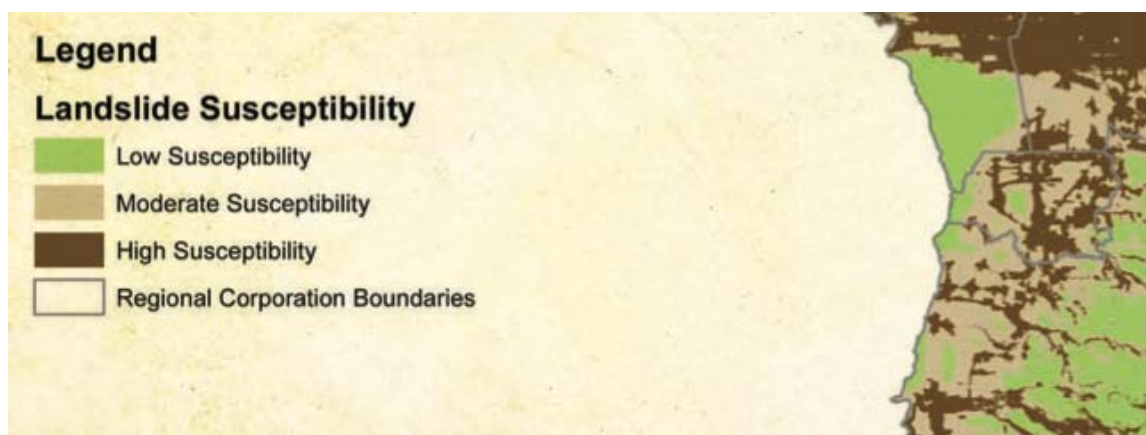 Legend
Landslide Susceptibility
Low Susceptibility
Moderate Susceptibility
High Susceptibility
Regional Corporation Boundaries